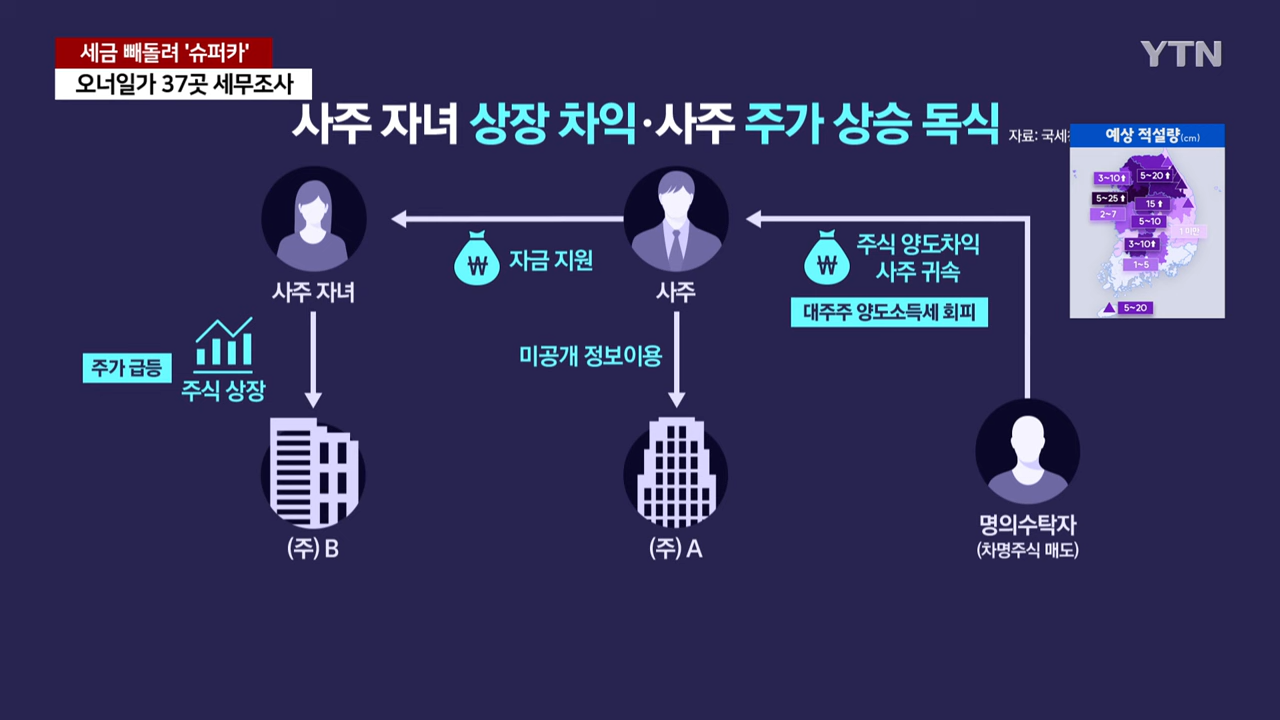 세금 빼돌려 '슈퍼카'
오너일가 37곳 세무조사
YTN
사주 자녀 상장 차익·사주 주가 상승 독식
자료: 국세
예상 적설량(cm)
3~10
5~20
5~25
15
2~7
5~10
1 미만
3~10
1~5
5~20
자금 지원
주식 양도차익
사주 귀속
대주주 양도소득세 회피
사주 자녀
사주
주가 급등
주식 상장
미공개 정보이용
(주) B
(주) A
명의수탁자
(차명주식 매도)